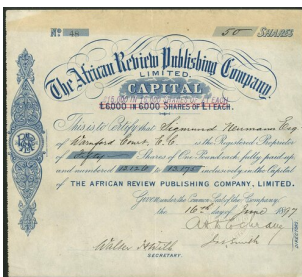 Nº 48 50 SHARES
The African Review Publishing Company
LIMITED.
CAPITAL
£6000 IN 6000 SHARES OF £1 EACH.
This is to Certify that Sigmund Neumann Esq
of Warnford Court, E.C. is the Registered Proprietor
of Fifty Shares of One Pound each fully paid up
and numbered to inclusively in the Capital
of THE AFRICAN REVIEW PUBLISHING COMPANY, LIMITED.
Given under the Common Seal of the Company
the 16th day of June 1897
Walter
SECRETARY.